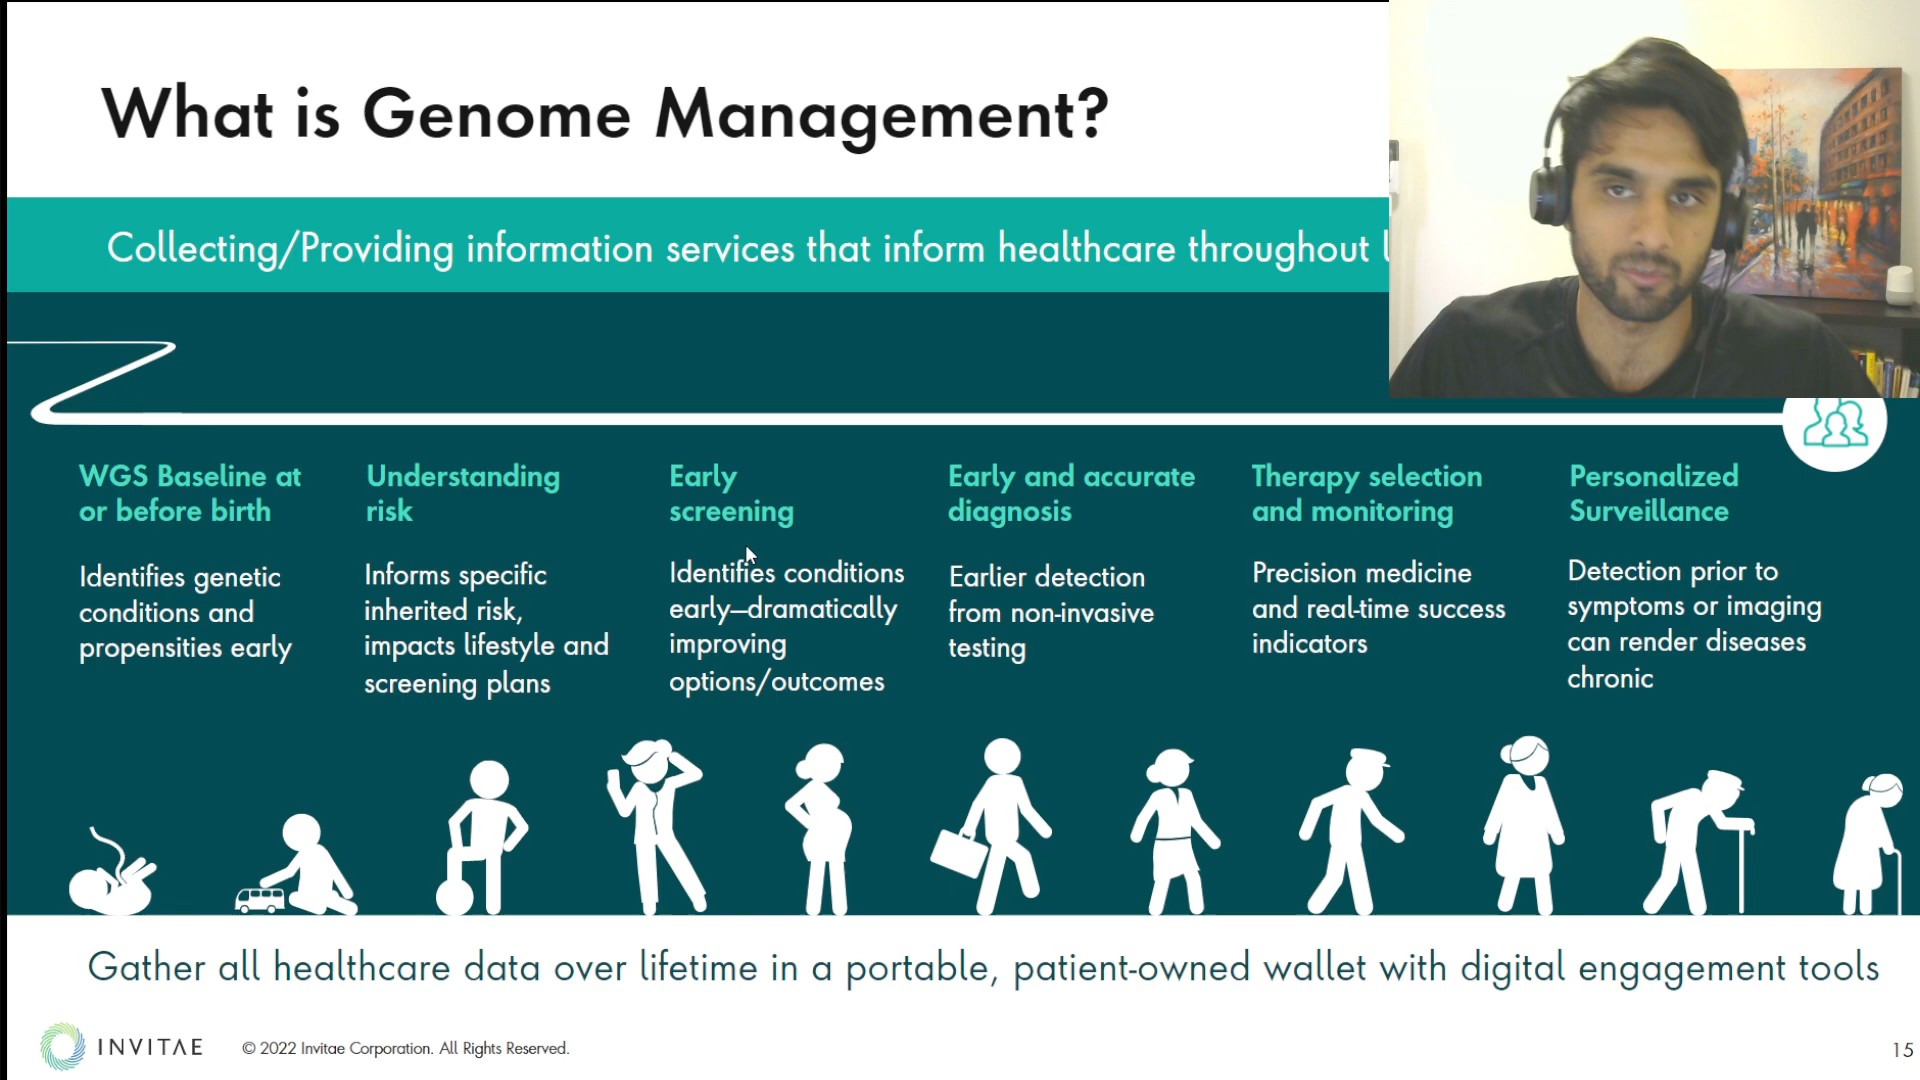 What is Genome Management?
Collecting/Providing information services that inform healthcare throughout
WGS Baseline at
or before birth
Identifies genetic
conditions and
propensities early
Understanding
risk
Informs specific
inherited risk,
impacts lifestyle and
screening plans
Early
screening
Identifies conditions
early—dramatically
improving
options/outcomes
Early and accurate
diagnosis
Earlier detection
from non-invasive
testing
Therapy selection
and monitoring
Precision medicine
and real-time success
indicators
Personalized
Surveillance
Detection prior to
symptoms or imaging
can render diseases
chronic
Gather all healthcare data over lifetime in a portable, patient-owned wallet with digital engagement tools
INVITAE
© 2022 Invitae Corporation. All Rights Reserved.
15